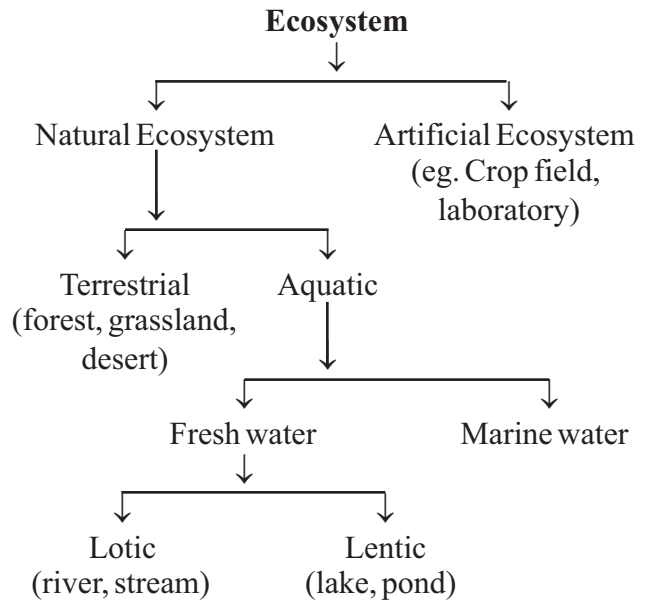 Ecosystem
Natural Ecosystem
Artificial Ecosystem
(eg. Crop field,
laboratory)
Terrestrial
(forest, grassland,
desert)
Aquatic
Fresh water
Marine water
Lotic
(river, stream)
Lentic
(lake, pond)